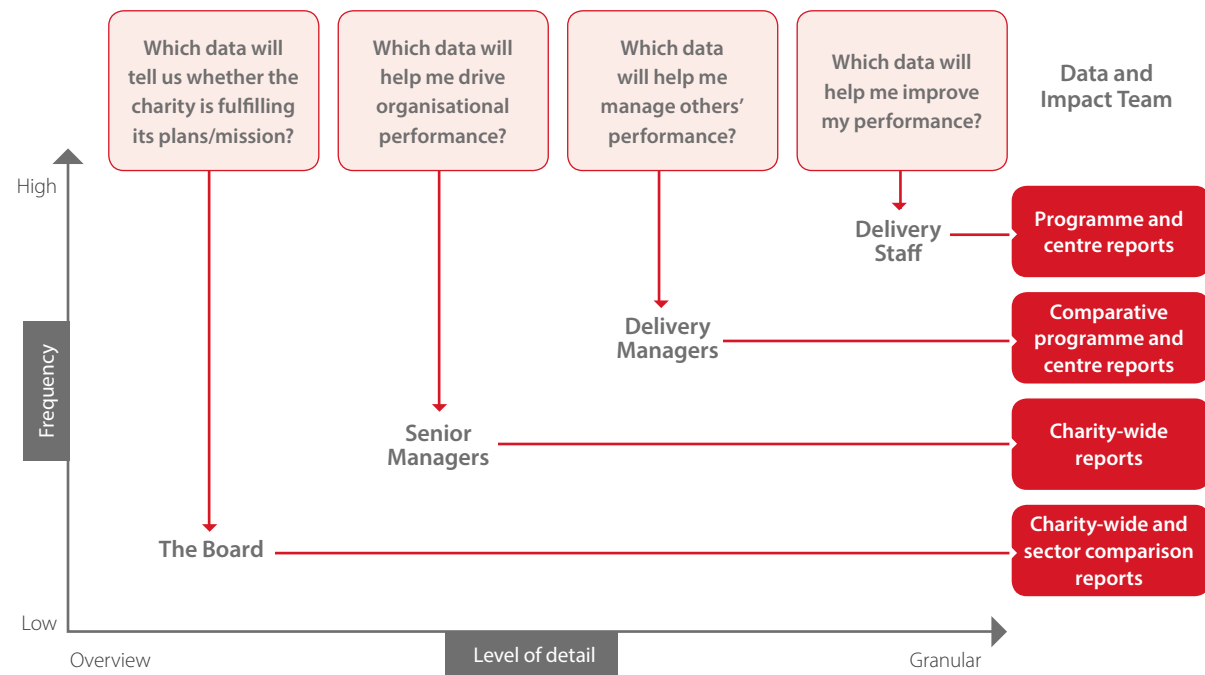 Which data will
tell us whether the
charity is fulfilling
its plans/mission?
Which data will
help me drive
organisational
performance?
Which data
will help me
manage others'
performance?
Which data will
help me improve
my performance?
Data and
Impact Team
High
Frequency
Low
Delivery
Staff
Programme and
centre reports
Delivery
Managers
Comparative
programme and
centre reports
Senior
Managers
Charity-wide
reports
The Board
Charity-wide and
sector comparison
reports
Overview
Level of detail
Granular